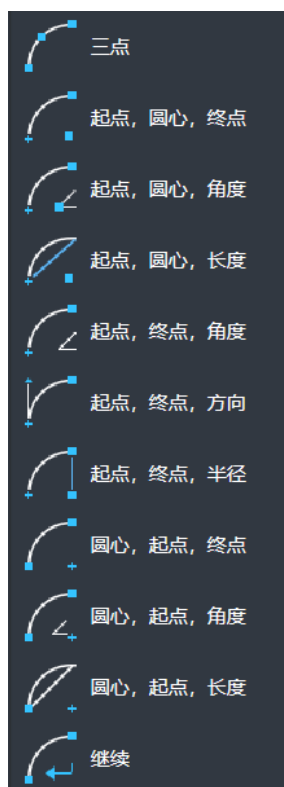 三点
起点，圆心，终点
起点，圆心，角度
起点，圆心，长度
起点，终点，角度
起点，终点，方向
起点，终点，半径
圆心，起点，终点
圆心，起点，角度
圆心，起点，长度
继续